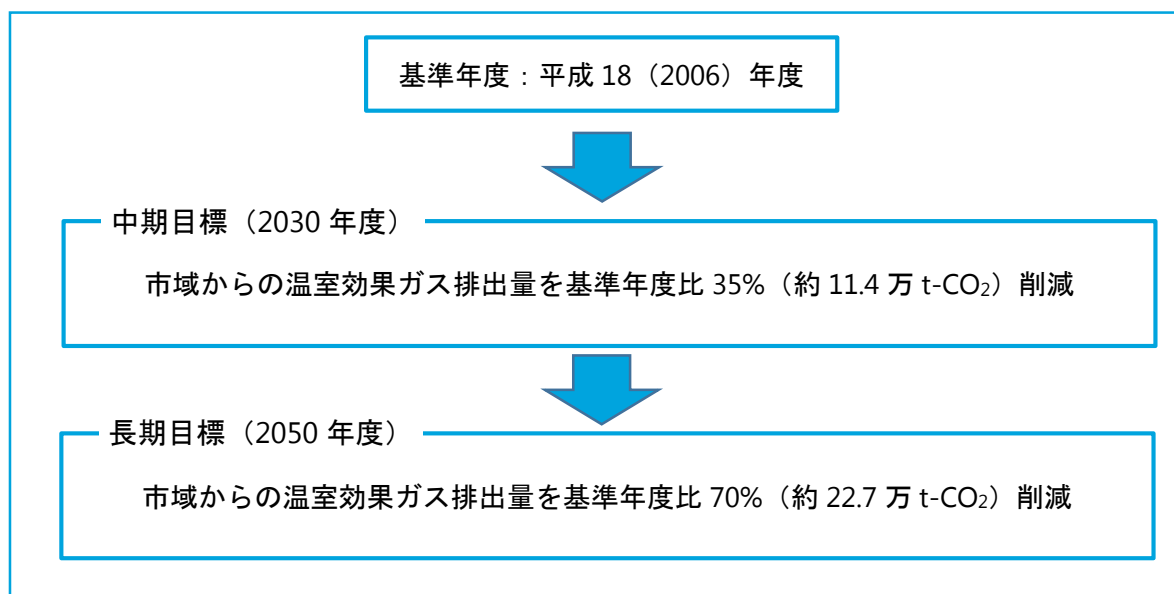 基準年度：平成 18（2006）年度
中期目標（2030 年度）
市域からの温室効果ガス排出量を基準年度比 35%（約 11.4 万 t-CO₂）削減
長期目標（2050 年度）
市域からの温室効果ガス排出量を基準年度比 70%（約 22.7 万 t-CO₂）削減